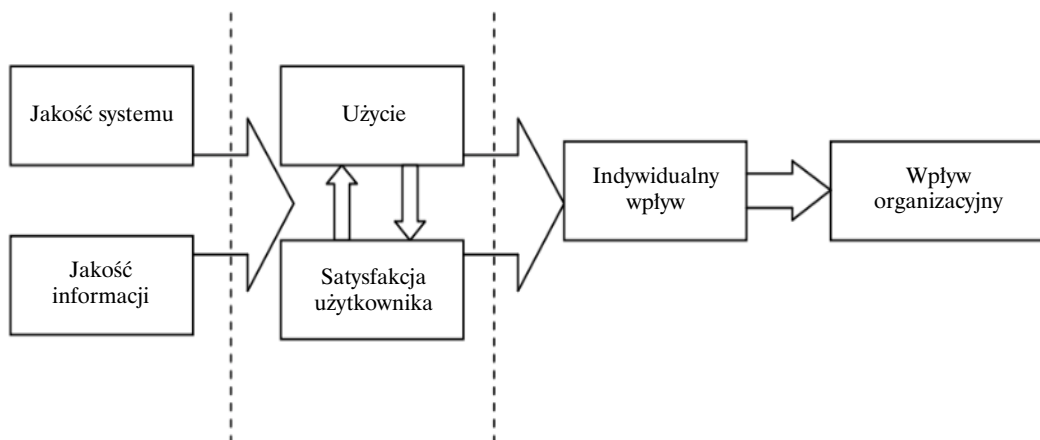 Jakość systemu
Jakość
informacji
Użycie
Satysfakcja
użytkownika
Indywidualny
wpływ
Wpływ
organizacyjny